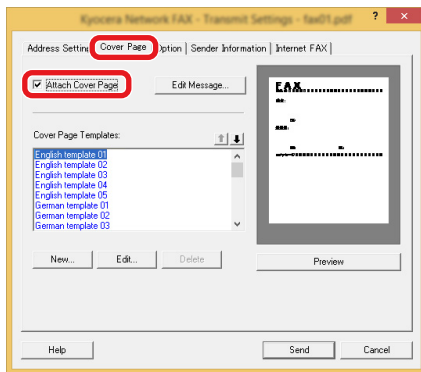 Kyocera Network FAX - Transmit Settings - fax01.pdf ? ×
Address Settin Cover Page ption | Sender Information | Internet FAX |
Attach Cover Page Edit Message...
FAX
Cover Page Templates:
English template 01
English template 02
English template 03
English template 04
English template 05
German template 01
German template 02
German template 03
New... Edit... Delete Preview
Help Send Cancel